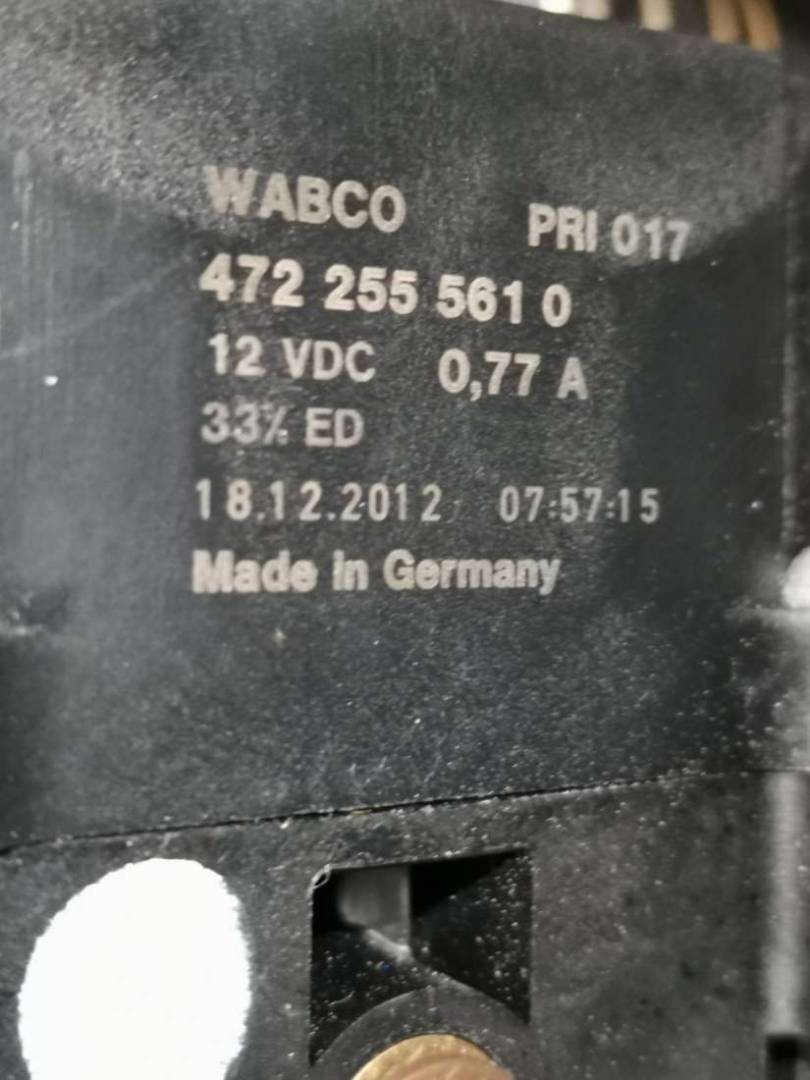 WABCO PRI 017
472 255 561 0
12 VDC 0,77 A
33% ED
18.12.2012 07:57:15
Made in Germany